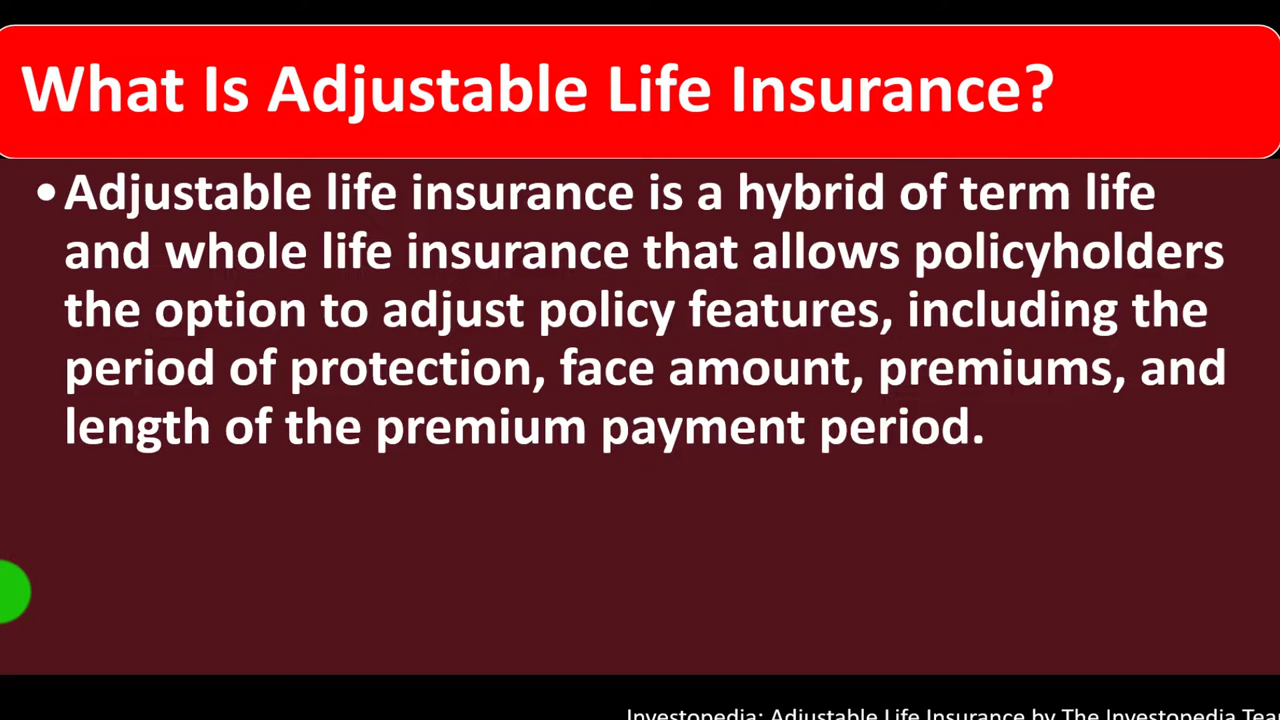 What Is Adjustable Life Insurance?
•Adjustable life insurance is a hybrid of term life
and whole life insurance that allows policyholders
the option to adjust policy features, including the
period of protection, face amount, premiums, and
length of the premium payment period.
Investopedia: Adjustable Life Insurance by The Investopedia Tea